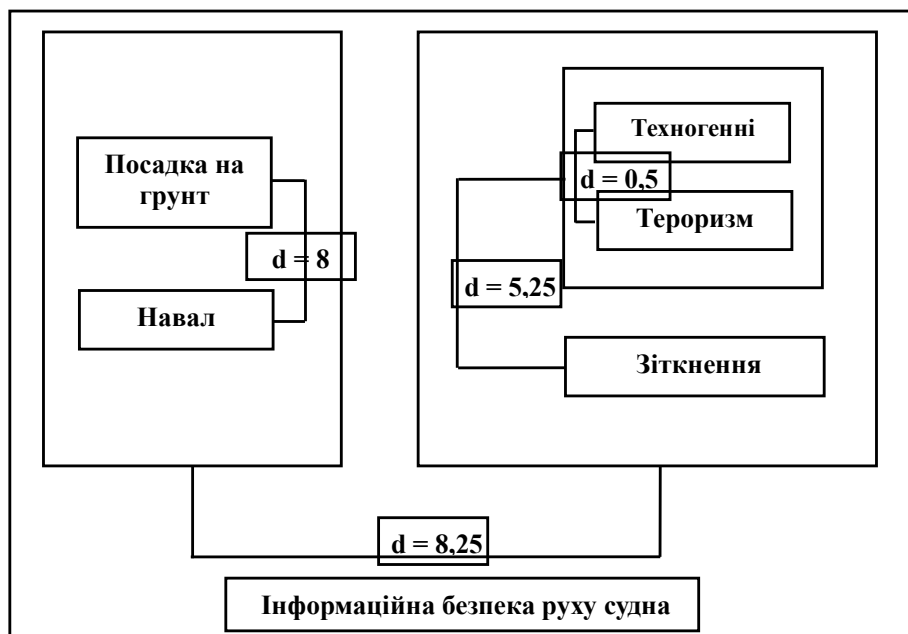 Посадка на
грунт
d = 8
Навал
Техногенні
d = 0,5
Тероризм
d = 5,25
Зіткнення
d = 8,25
Інформаційна безпека руху судна